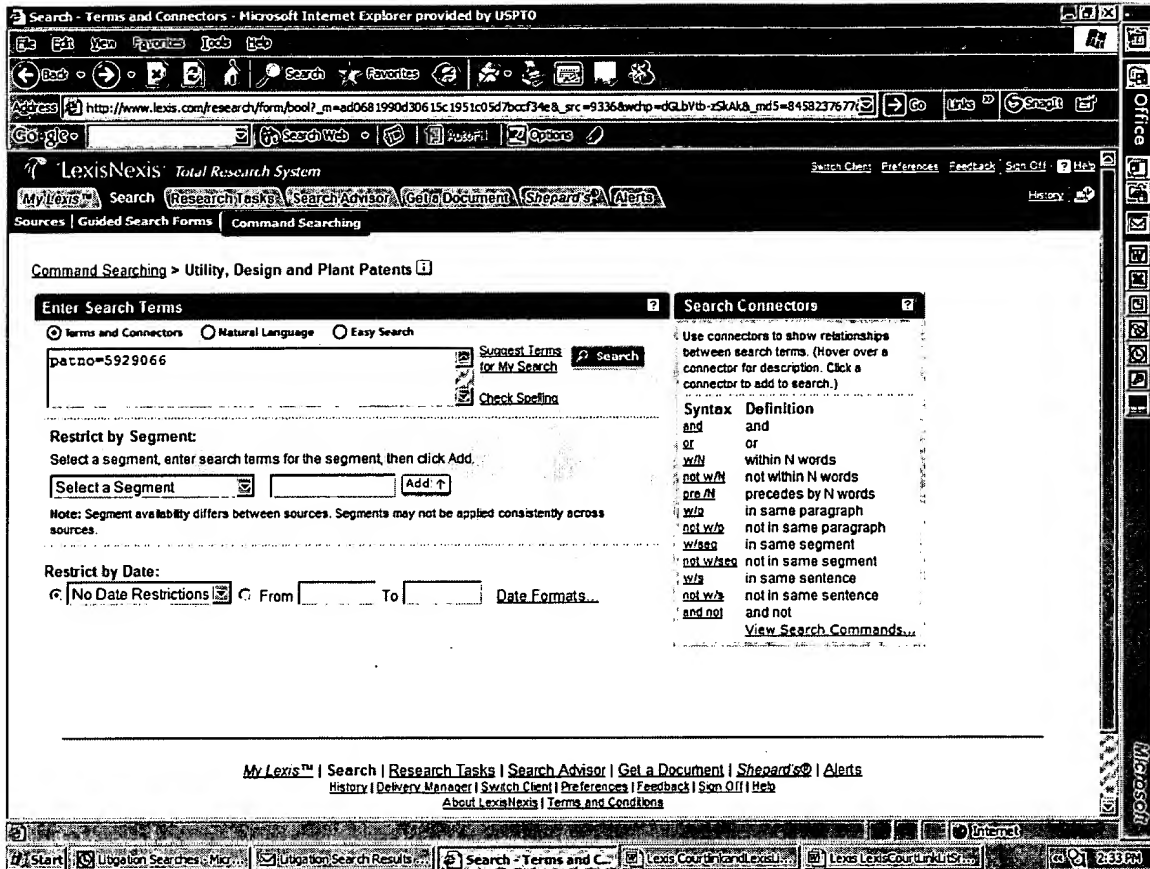 Search - Terms and Connectors - Microsoft Internet Explorer provided by USPTO
File Edit View Favorites Tools Help
Back Search Favorites
Address http://www.lexis.com/research/form/bool?_m=ad0681990d30615c1951c05d7bccf34e&_src=9336&wchp=dGLbVtb-zSkAk&_md5=8458237677 Go Links » SnagIt
Google Search Web AutoFill Options
LexisNexis Total Research System
Switch Client Preferences Feedback Sign Off ? Help
My Lexis™ Search Research Tasks Search Advisor Get a Document Shepard's® Alerts History
Sources | Guided Search Forms | Command Searching
Command Searching > Utility, Design and Plant Patents i
Enter Search Terms ?
Terms and Connectors Natural Language Easy Search
patno=5929066
Suggest Terms for My Search
Search
Check Spelling
Restrict by Segment:
Select a segment, enter search terms for the segment, then click Add.
Select a Segment Add ↑
Note: Segment availability differs between sources. Segments may not be applied consistently across
sources.
Restrict by Date:
No Date Restrictions From To Date Formats...
Search Connectors ?
Use connectors to show relationships
between search terms. (Hover over a
connector for description. Click a
connector to add to search.)
Syntax Definition
and and
or or
w/N within N words
not w/N not within N words
pre/N precedes by N words
w/p in same paragraph
not w/p not in same paragraph
w/seg in same segment
not w/seg not in same segment
w/s in same sentence
not w/s not in same sentence
and not and not
View Search Commands...
My Lexis™ | Search | Research Tasks | Search Advisor | Get a Document | Shepard's® | Alerts
History | Delivery Manager | Switch Client | Preferences | Feedback | Sign Off | Help
About LexisNexis | Terms and Conditions
Internet
Start Litigation Searches - Mic... Litigation Search Results ... Search - Terms and C... Lexis CourtlinkandLexisLi... Lexis LexisCourtLinkLitSr... 2:33 PM
Office
Microsoft